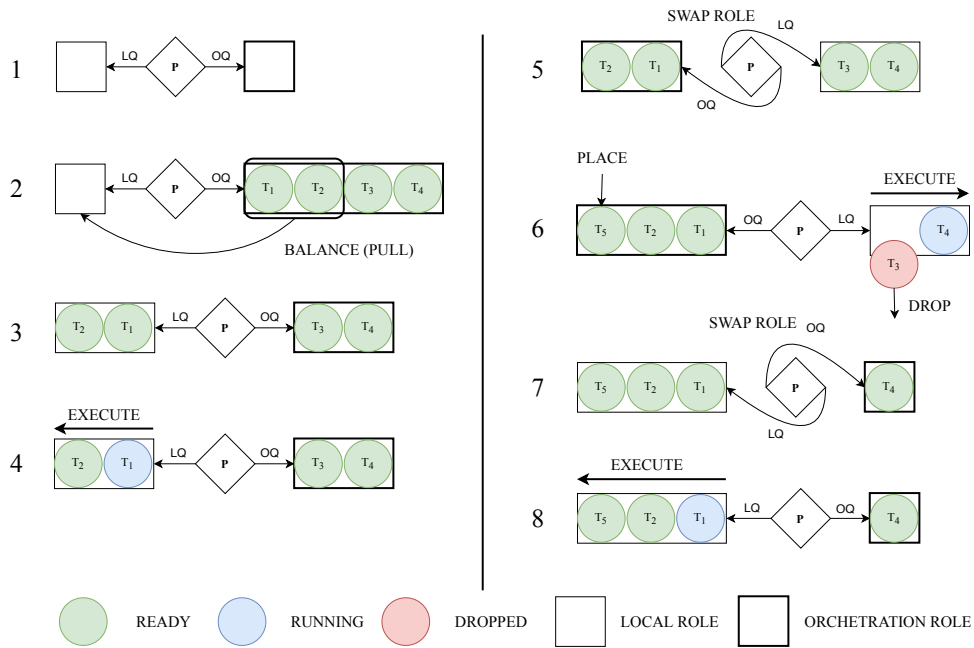 1
LQ
P
OQ
2
LQ
P
OQ
T1
T2
T3
T4
BALANCE (PULL)
3
T2
T1
LQ
P
OQ
T3
T4
4
EXECUTE
T2
T1
LQ
P
OQ
T3
T4
5
SWAP ROLE
LQ
T2
T1
P
T3
T4
OQ
6
PLACE
EXECUTE
T5
T2
T1
OQ
P
LQ
T4
T3
DROP
7
SWAP ROLE
OQ
T5
T2
T1
P
T4
LQ
8
EXECUTE
T5
T2
T1
LQ
P
OQ
T4
READY
RUNNING
DROPPED
LOCAL ROLE
ORCHETRATION ROLE